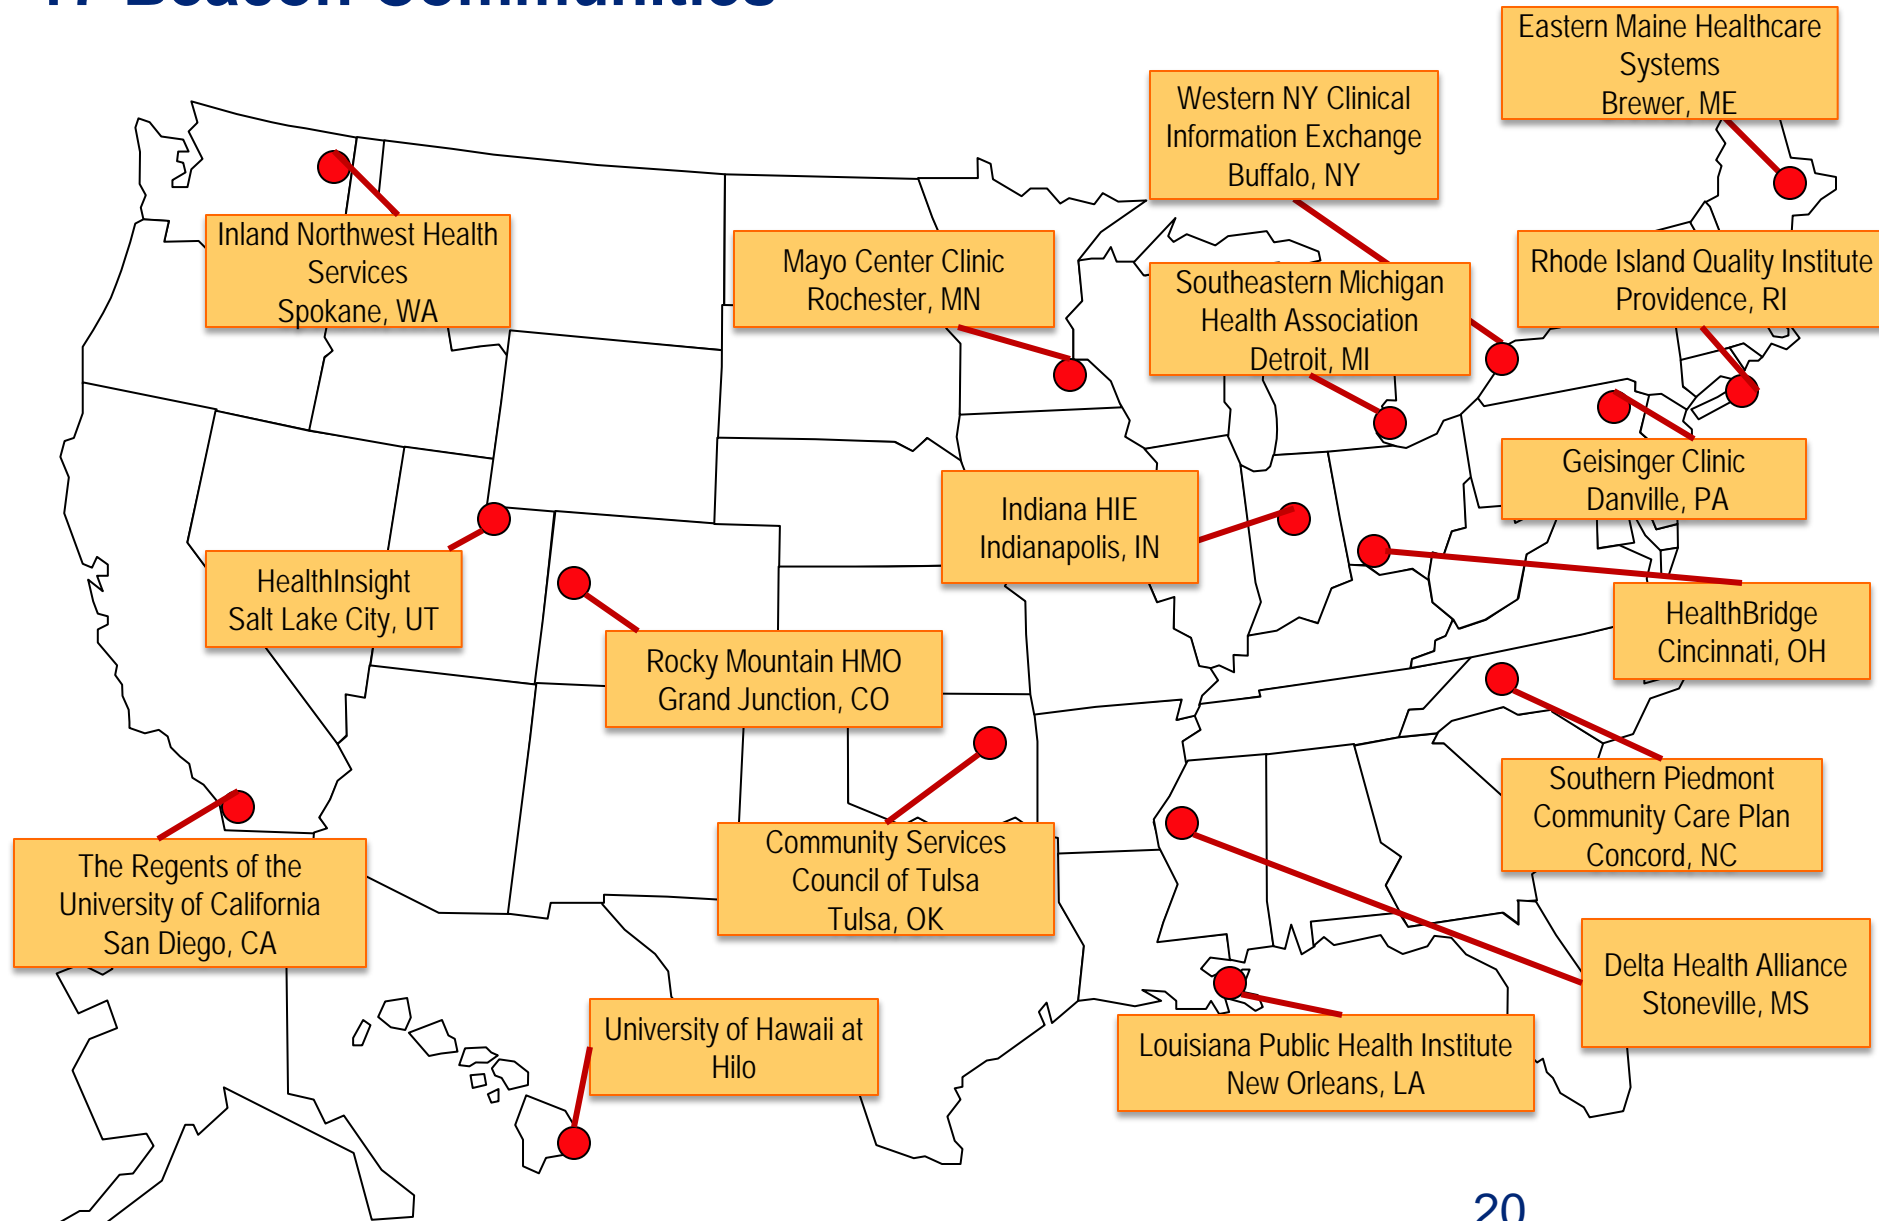 17 Beacon Communities
Eastern Maine Healthcare
Systems
Brewer, ME
Western NY Clinical
Information Exchange
Buffalo, NY
Inland Northwest Health
Services
Spokane, WA
Mayo Center Clinic
Rochester, MN
Southeastern Michigan
Health Association
Detroit, MI
Rhode Island Quality Institute
Providence, RI
Geisinger Clinic
Danville, PA
Indiana HIE
Indianapolis, IN
HealthInsight
Salt Lake City, UT
HealthBridge
Cincinnati, OH
Rocky Mountain HMO
Grand Junction, CO
Southern Piedmont
Community Care Plan
Concord, NC
Community Services
Council of Tulsa
Tulsa, OK
The Regents of the
University of California
San Diego, CA
Delta Health Alliance
Stoneville, MS
University of Hawaii at
Hilo
Louisiana Public Health Institute
New Orleans, LA
20